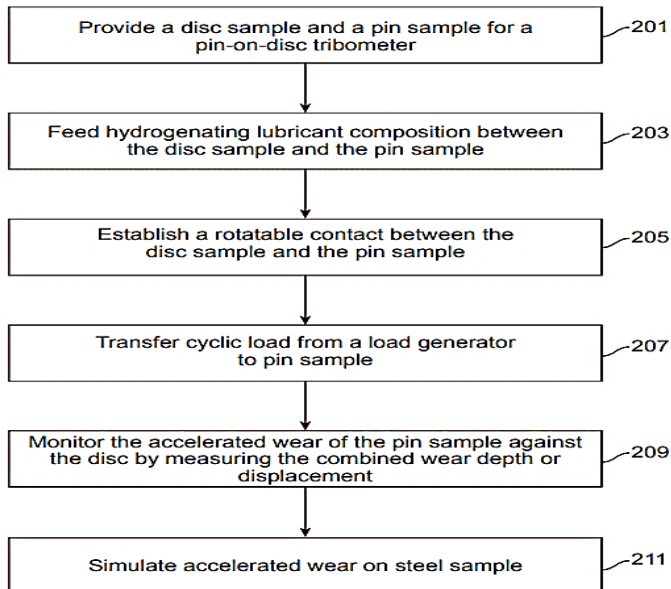 Provide a disc sample and a pin sample for a
pin-on-disc tribometer
201
Feed hydrogenating lubricant composition between
the disc sample and the pin sample
203
Establish a rotatable contact between the
disc sample and the pin sample
205
Transfer cyclic load from a load generator
to pin sample
207
Monitor the accelerated wear of the pin sample against
the disc by measuring the combined wear depth or
displacement
209
Simulate accelerated wear on steel sample
211